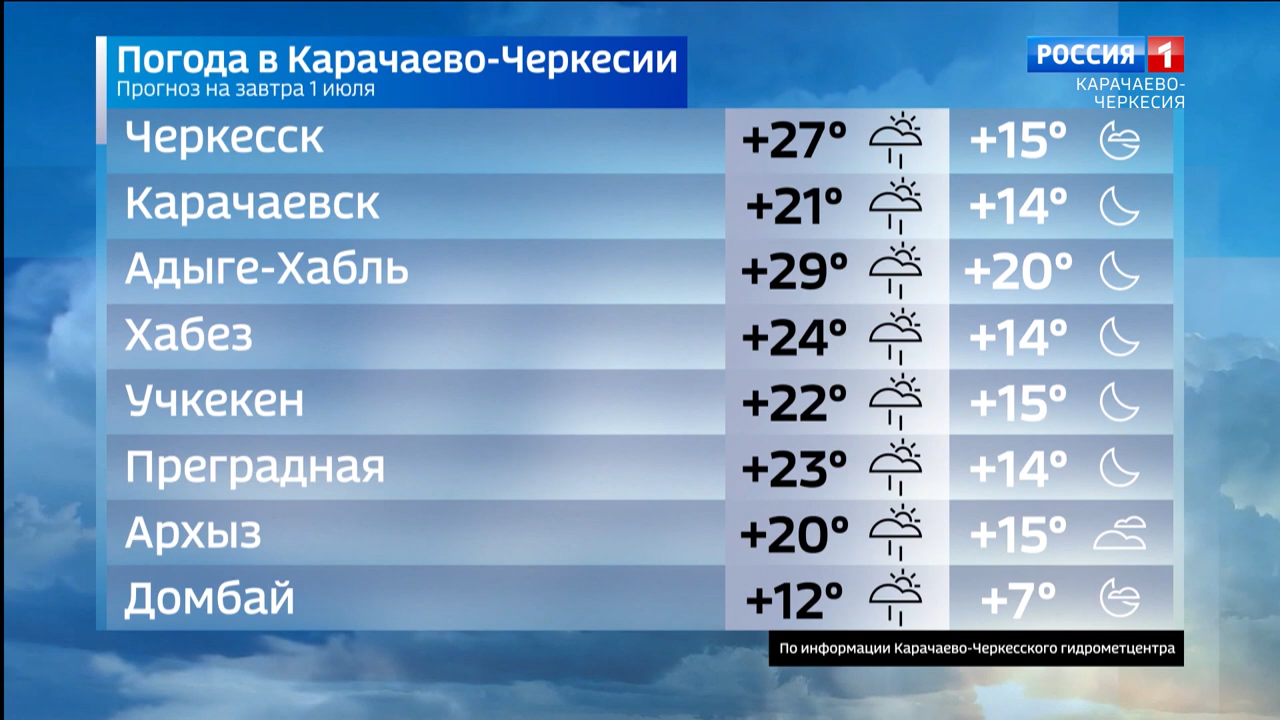 Погода в Карачаево-Черкесии
Прогноз на завтра 1 июля
РОССИЯ 1
КАРАЧАЕВО-
ЧЕРКЕСИЯ
Черкесск +27° +15°
Карачаевск +21° +14°
Адыге-Хабль +29° +20°
Хабез +24° +14°
Учкекен +22° +15°
Преградная +23° +14°
Архыз +20° +15°
Домбай +12° +7°
По информации Карачаево-Черкесского гидрометцентра